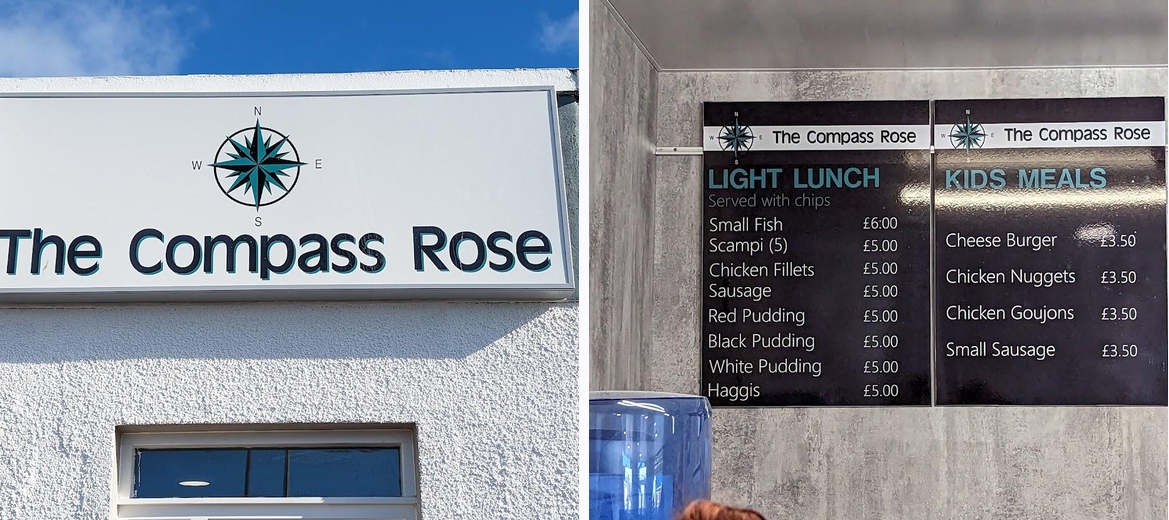 N
W E
S
The Compass Rose
N
W E The Compass Rose
S
LIGHT LUNCH
Served with chips
Small Fish £6:00
Scampi (5) £5.00
Chicken Fillets £5.00
Sausage £5.00
Red Pudding £5.00
Black Pudding £5.00
White Pudding £5.00
Haggis £5.00
N
W E The Compass Rose
S
KIDS MEALS
Cheese Burger £3.50
Chicken Nuggets £3.50
Chicken Goujons £3.50
Small Sausage £3.50